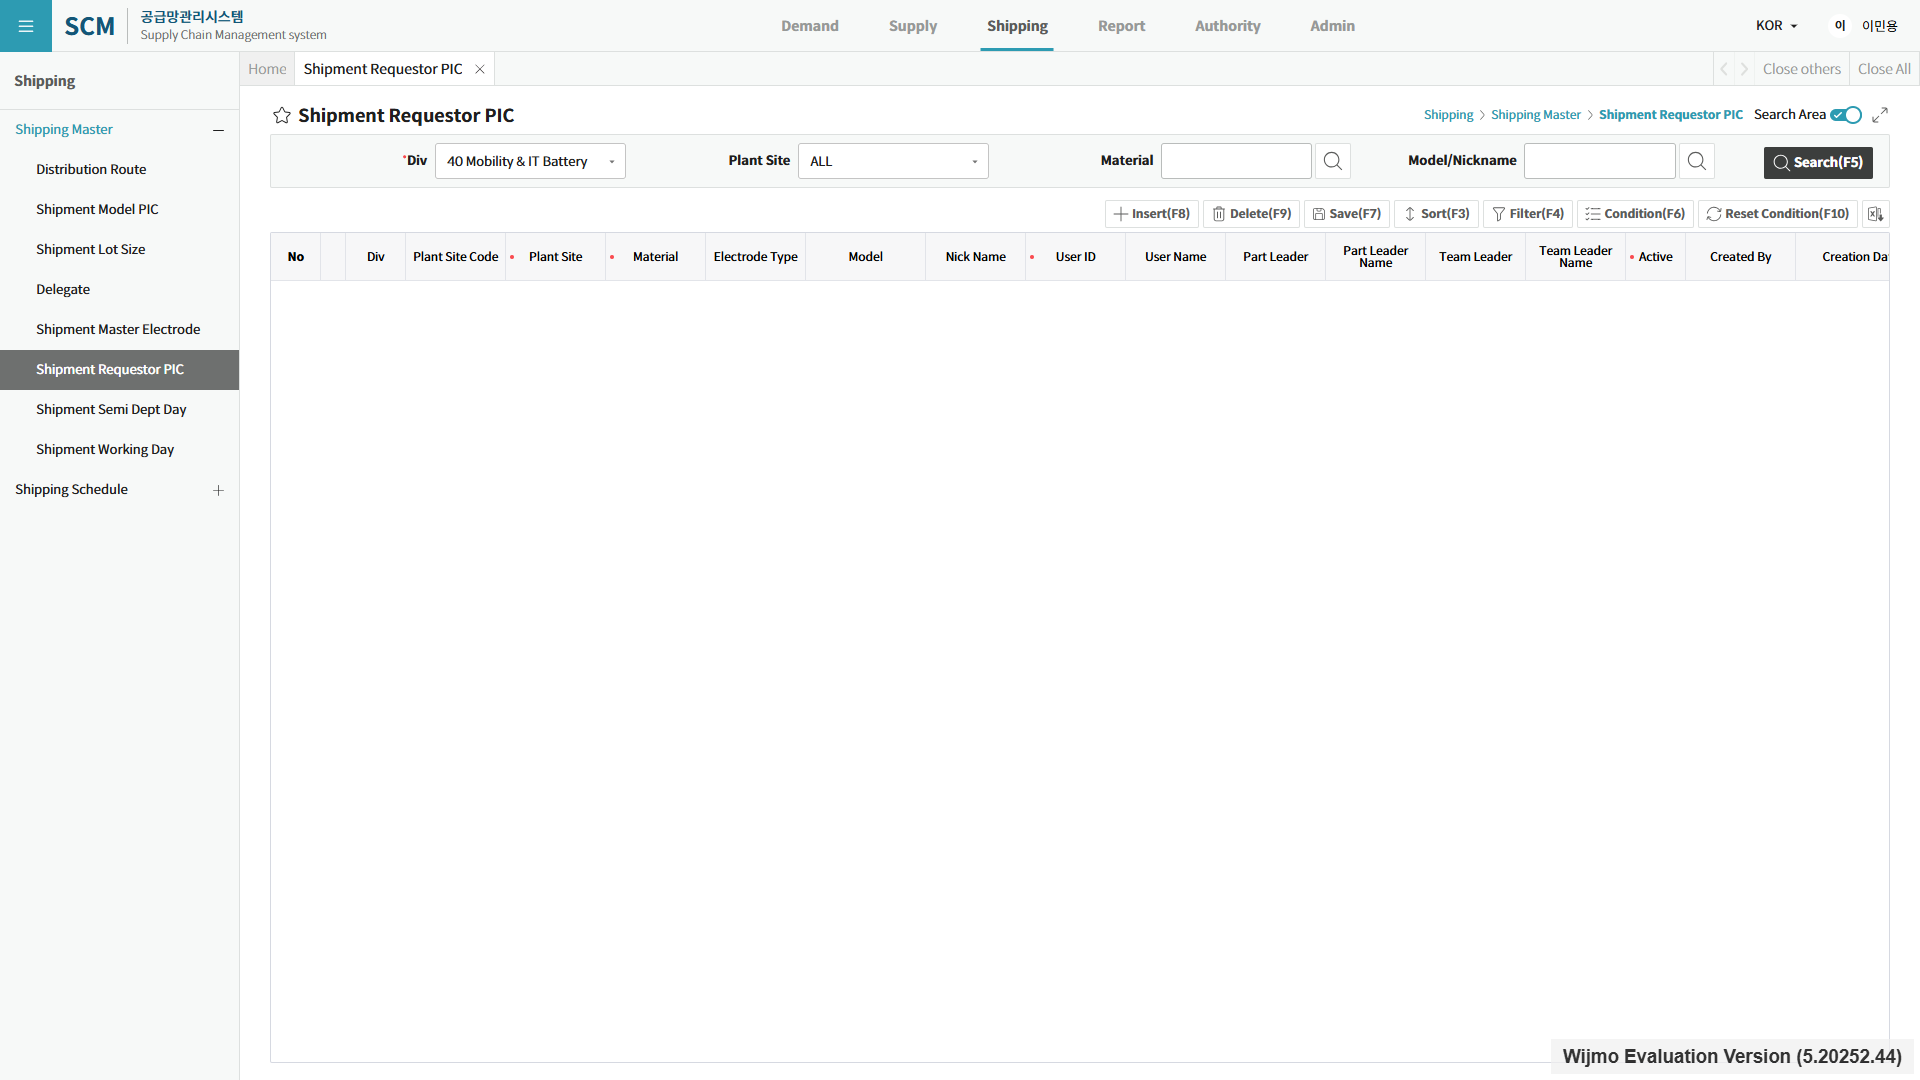 SCM
공급망관리시스템
Supply Chain Management system
Demand
Supply
Shipping
Report
Authority
Admin
KOR
이
이민용
Shipping
Home
Shipment Requestor PIC
Close others
Close All
Shipping Master
Distribution Route
Shipment Model PIC
Shipment Lot Size
Delegate
Shipment Master Electrode
Shipment Requestor PIC
Shipment Semi Dept Day
Shipment Working Day
Shipping Schedule
Shipment Requestor PIC
Shipping > Shipping Master > Shipment Requestor PIC
Search Area
*Div
40 Mobility & IT Battery
Plant Site
ALL
Material
Model/Nickname
Search(F5)
Insert(F8)
Delete(F9)
Save(F7)
Sort(F3)
Filter(F4)
Condition(F6)
Reset Condition(F10)
No
Div
Plant Site Code
Plant Site
Material
Electrode Type
Model
Nick Name
User ID
User Name
Part Leader
Part Leader
Name
Team Leader
Team Leader
Name
Active
Created By
Creation Da
Wijmo Evaluation Version (5.20252.44)